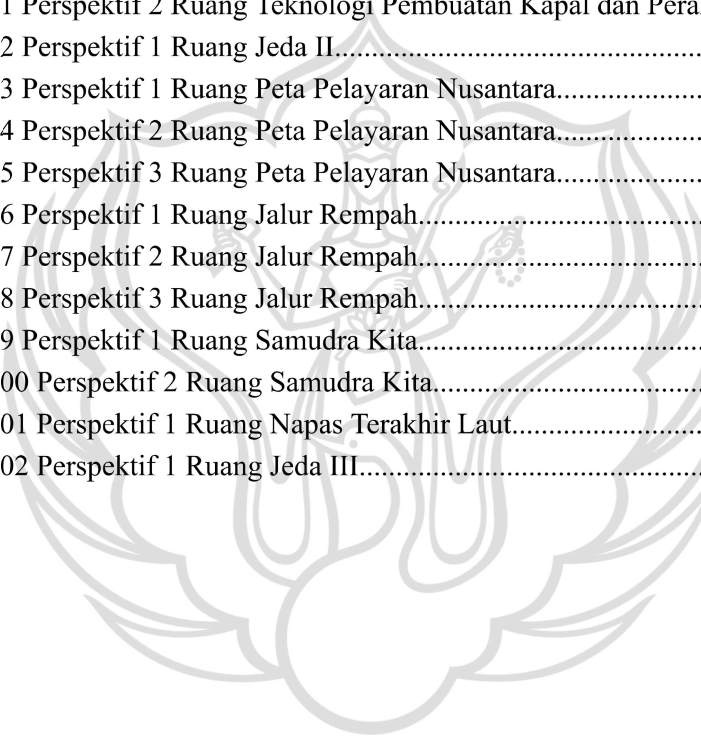 1 Perspektif 2 Ruang Teknologi Pembuatan Kapal dan Pera
2 Perspektif 1 Ruang Jeda II.................................................
3 Perspektif 1 Ruang Peta Pelayaran Nusantara...................
4 Perspektif 2 Ruang Peta Pelayaran Nusantara...................
5 Perspektif 3 Ruang Peta Pelayaran Nusantara...................
6 Perspektif 1 Ruang Jalur Rempah......................................
7 Perspektif 2 Ruang Jalur Rempah......................................
8 Perspektif 3 Ruang Jalur Rempah......................................
9 Perspektif 1 Ruang Samudra Kita......................................
00 Perspektif 2 Ruang Samudra Kita....................................
01 Perspektif 1 Ruang Napas Terakhir Laut.........................
02 Perspektif 1 Ruang Jeda III..............................................